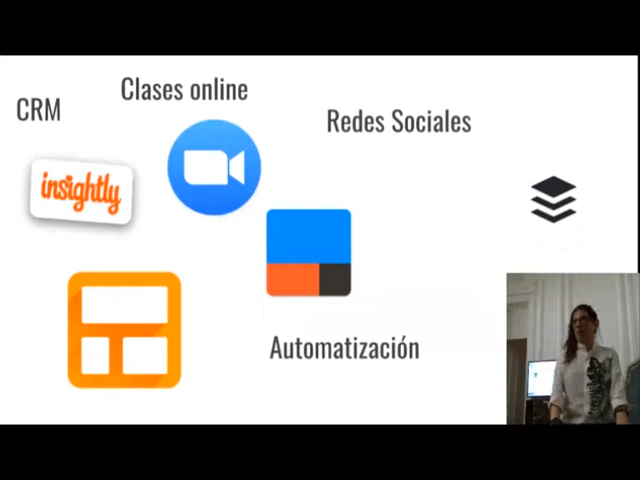 Clases online
CRM
Redes Sociales
insightly
Automatización